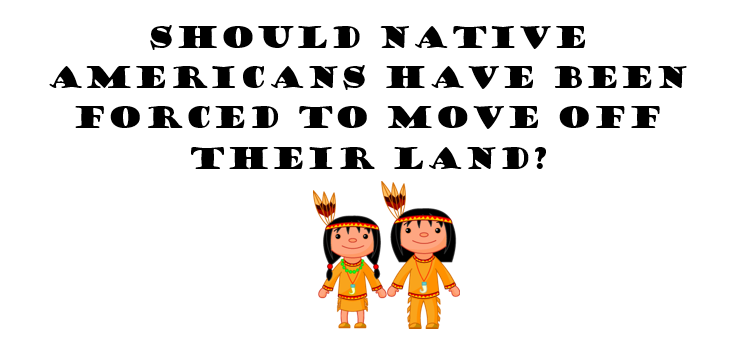 SHOULD NATIVE
AMERICANS HAVE BEEN
FORCED TO MOVE OFF
THEIR LAND?